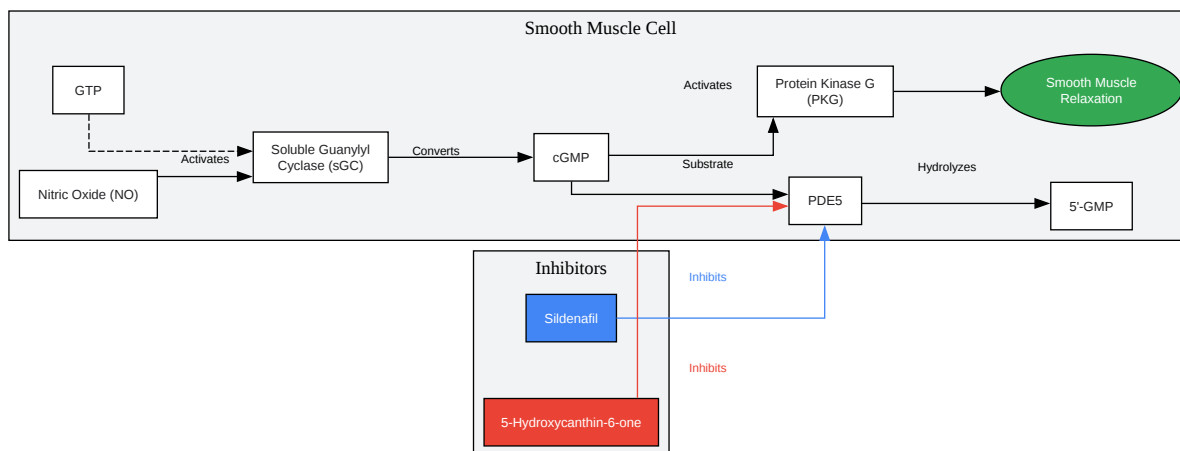 Smooth Muscle Cell
GTP
Activates
Protein Kinase G
(PKG)
Smooth Muscle
Relaxation
Activates
Soluble Guanylyl
Cyclase (sGC)
Converts
cGMP
Substrate
Hydrolyzes
Nitric Oxide (NO)
PDE5
5'-GMP
Inhibitors
Inhibits
Sildenafil
Inhibits
5-Hydroxycanthin-6-one